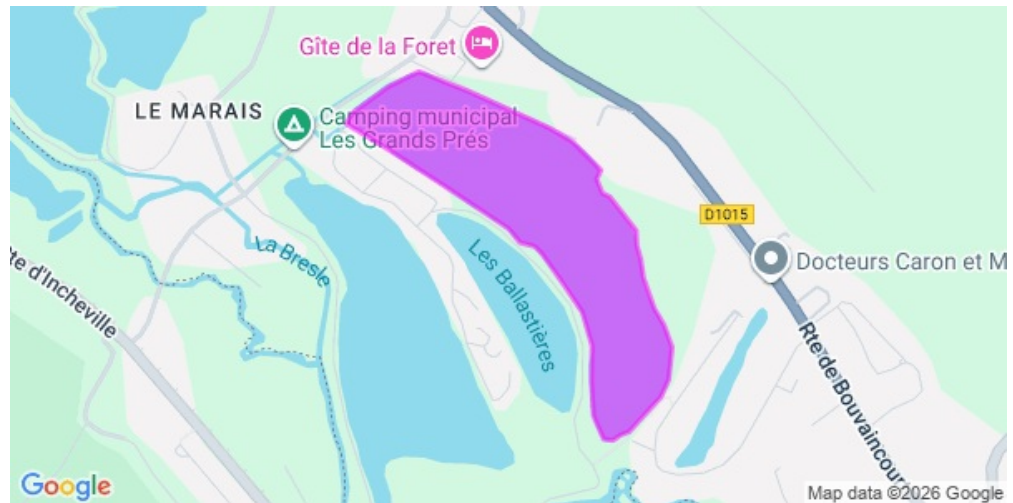 Gîte de la Foret
LE MARAIS
Camping municipal
Les Grands Prés
D1015
La Bresle
Les Ballastières
Docteurs Caron et M
te d'Incheville
Rte de Bouvaincour
Google
Map data ©2026 Google